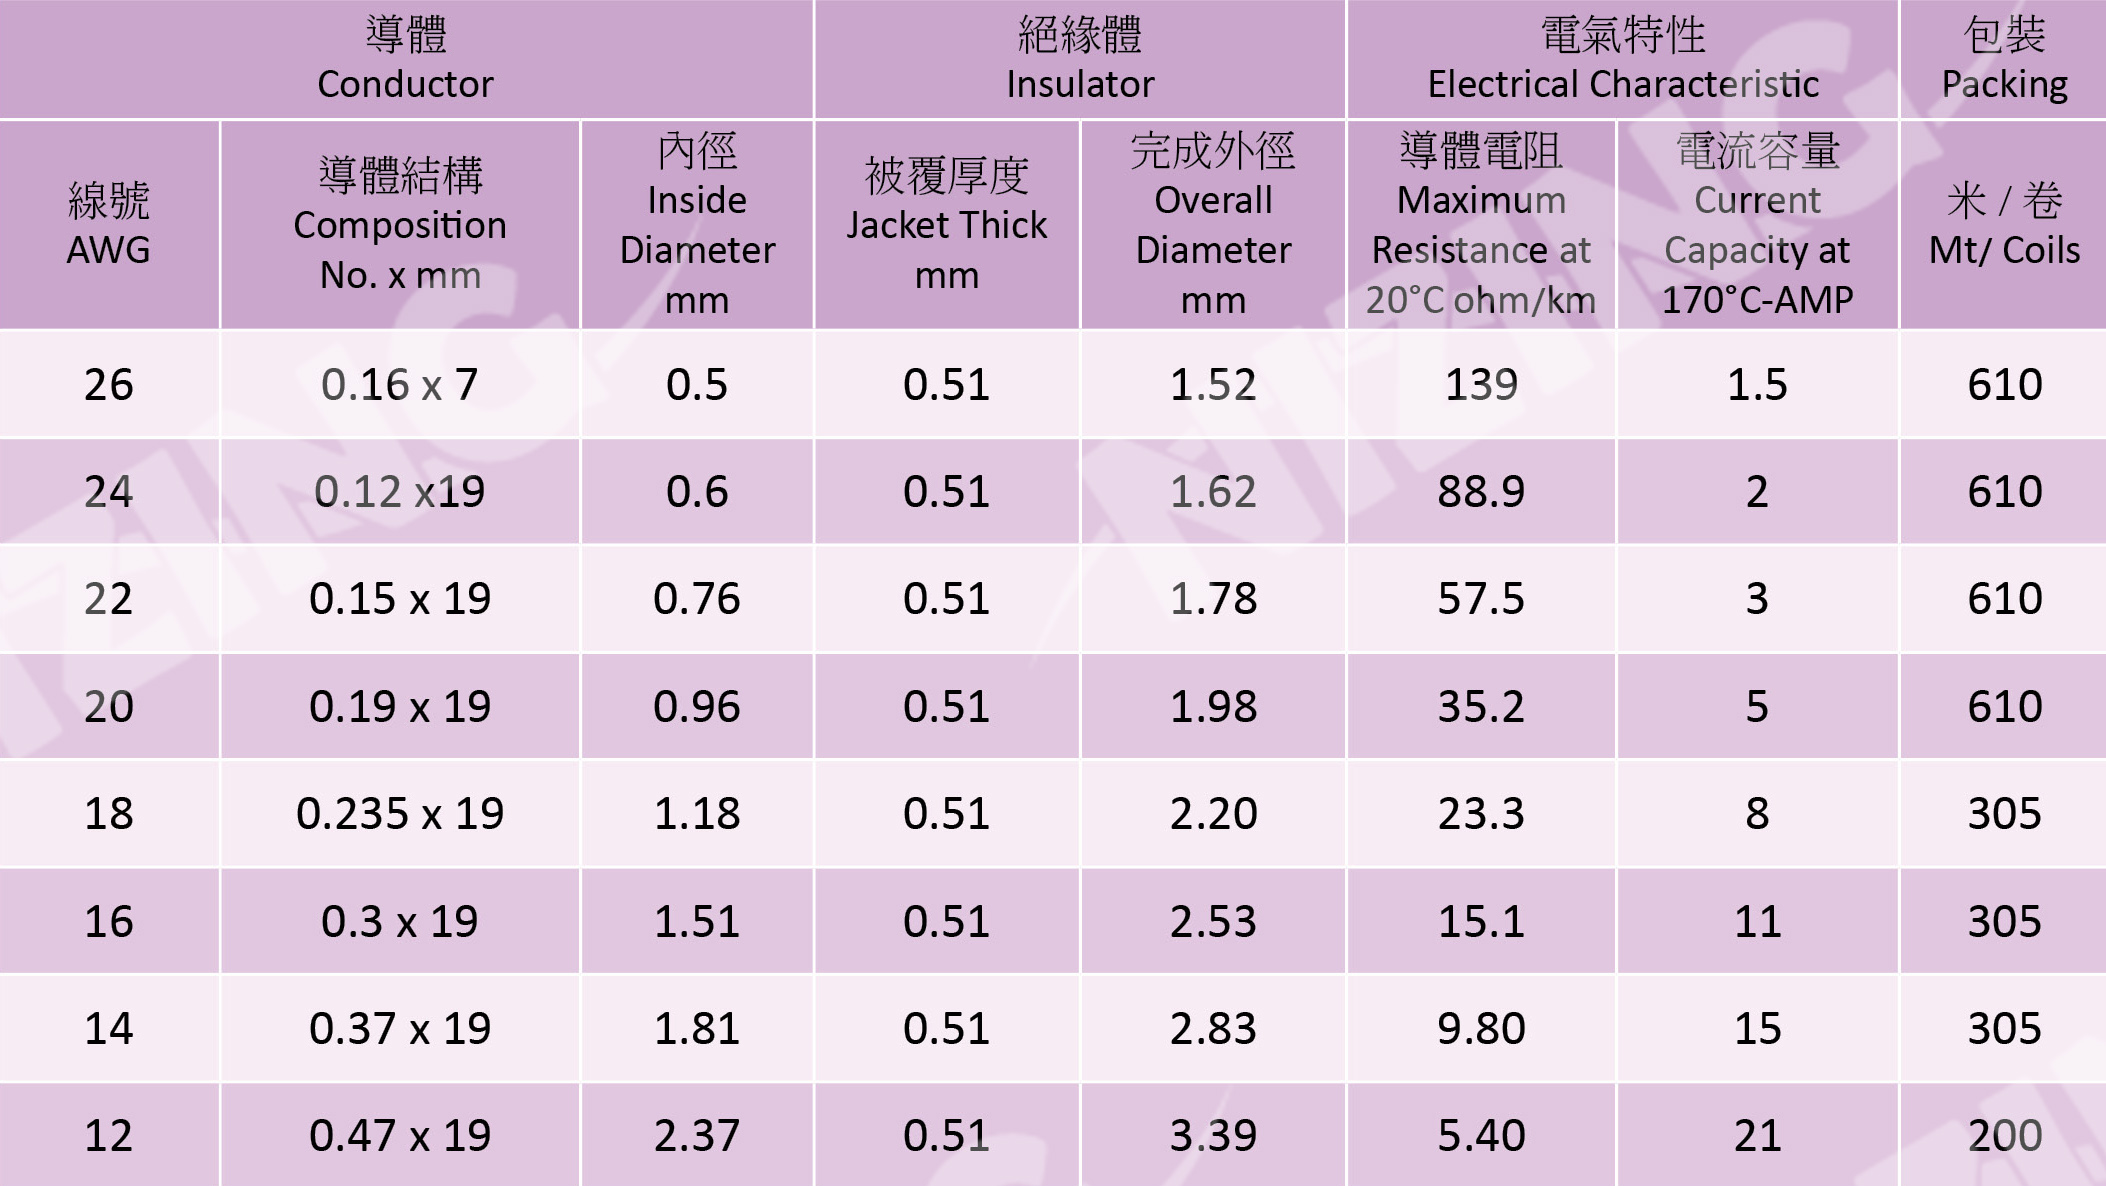 導體
Conductor
絕緣體
Insulator
電氣特性
Electrical Characteristic
包裝
Packing
線號
AWG
導體結構
Composition
No. x mm
內徑
Inside
Diameter
mm
被覆厚度
Jacket Thick
mm
完成外徑
Overall
Diameter
mm
導體電阻
Maximum
Resistance at
20°C ohm/km
電流容量
Current
Capacity at
170°C-AMP
米 / 卷
Mt/ Coils
26 0.16 x 7 0.5 0.51 1.52 139 1.5 610
24 0.12 x19 0.6 0.51 1.62 88.9 2 610
22 0.15 x 19 0.76 0.51 1.78 57.5 3 610
20 0.19 x 19 0.96 0.51 1.98 35.2 5 610
18 0.235 x 19 1.18 0.51 2.20 23.3 8 305
16 0.3 x 19 1.51 0.51 2.53 15.1 11 305
14 0.37 x 19 1.81 0.51 2.83 9.80 15 305
12 0.47 x 19 2.37 0.51 3.39 5.40 21 200
NIZING
NIZING